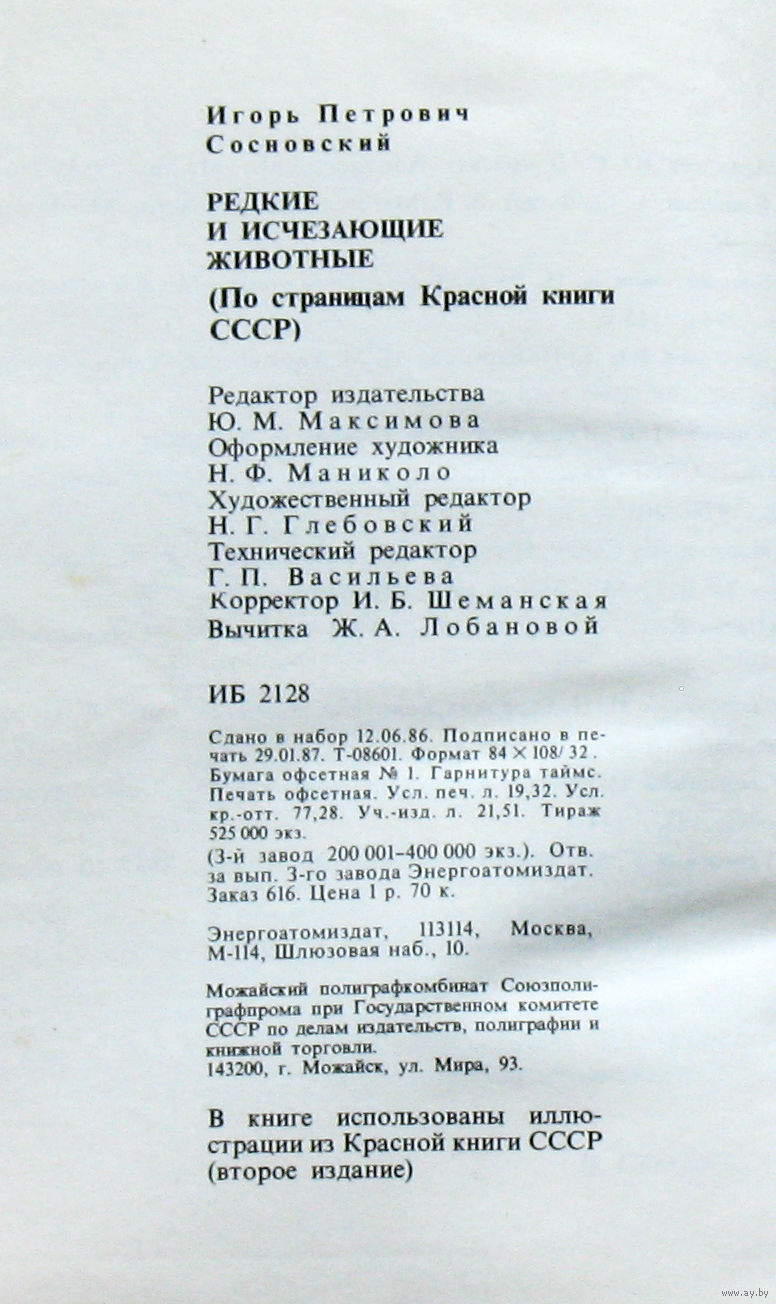 Игорь Петрович
Сосновский
РЕДКИЕ
И ИСЧЕЗАЮЩИЕ
ЖИВОТНЫЕ
(По страницам Красной книги
СССР)
Редактор издательства
Ю. М. Максимова
Оформление художника
Н. Ф. Маниколо
Художественный редактор
Н. Г. Глебовский
Технический редактор
Г. П. Васильева
Корректор И. Б. Шеманская
Вычитка Ж. А. Лобановой
ИБ 2128
Сдано в набор 12.06.86. Подписано в пе-
чать 29.01.87. Т-08601. Формат 84×108/32.
Бумага офсетная № 1. Гарнитура таймс.
Печать офсетная. Усл. печ. л. 19,32. Усл.
кр.-отт. 77,28. Уч.-изд. л. 21,51. Тираж
525 000 экз.
(3-й завод 200 001–400 000 экз.). Отв.
за вып. 3-го завода Энергоатомиздат.
Заказ 616. Цена 1 р. 70 к.
Энергоатомиздат, 113114, Москва,
М-114, Шлюзовая наб., 10.
Можайский полиграфкомбинат Союзполи-
графпрома при Государственном комитете
СССР по делам издательств, полиграфии и
книжной торговли.
143200, г. Можайск, ул. Мира, 93.
В книге использованы иллю-
страции из Красной книги СССР
(второе издание)
www.ay.by